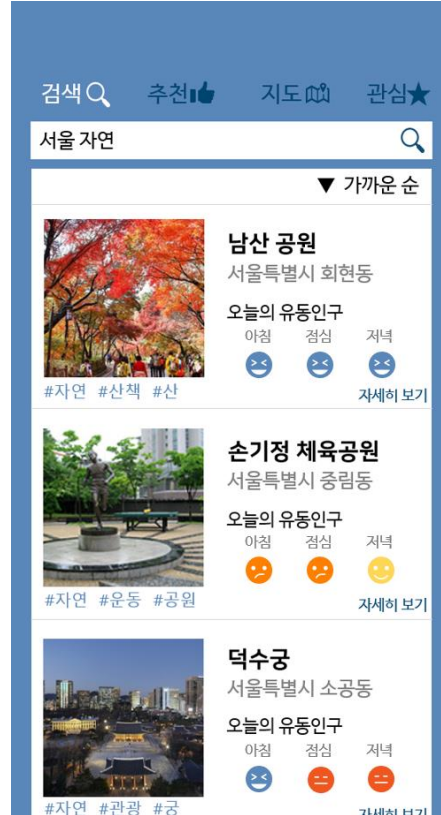 검색 추천 지도 관심
서울 자연
▼ 가까운 순
남산 공원
서울특별시 회현동
오늘의 유동인구
아침 점심 저녁
#자연 #산책 #산
자세히 보기
손기정 체육공원
서울특별시 중림동
오늘의 유동인구
아침 점심 저녁
#자연 #운동 #공원
자세히 보기
덕수궁
서울특별시 소공동
오늘의 유동인구
아침 점심 저녁
#자연 #관광 #궁
자세히 보기